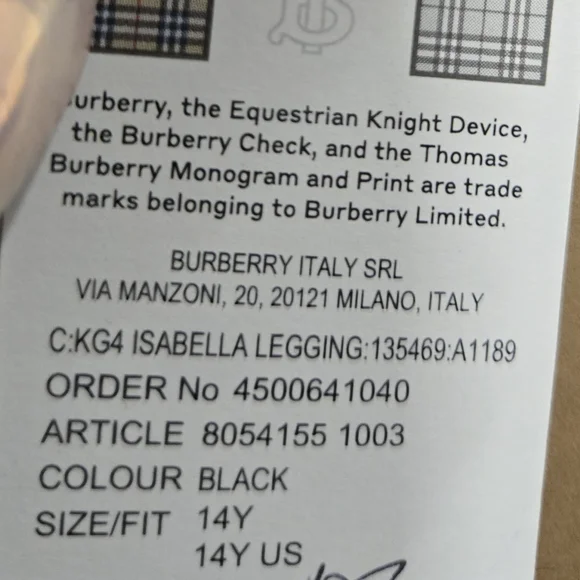 urberry, the Equestrian Knight Device,
the Burberry Check, and the Thomas
Burberry Monogram and Print are trade
marks belonging to Burberry Limited.
BURBERRY ITALY SRL
VIA MANZONI, 20, 20121 MILANO, ITALY
C:KG4 ISABELLA LEGGING:135469:A1189
ORDER No 4500641040
ARTICLE 8054155 1003
COLOUR BLACK
SIZE/FIT 14Y
14Y US